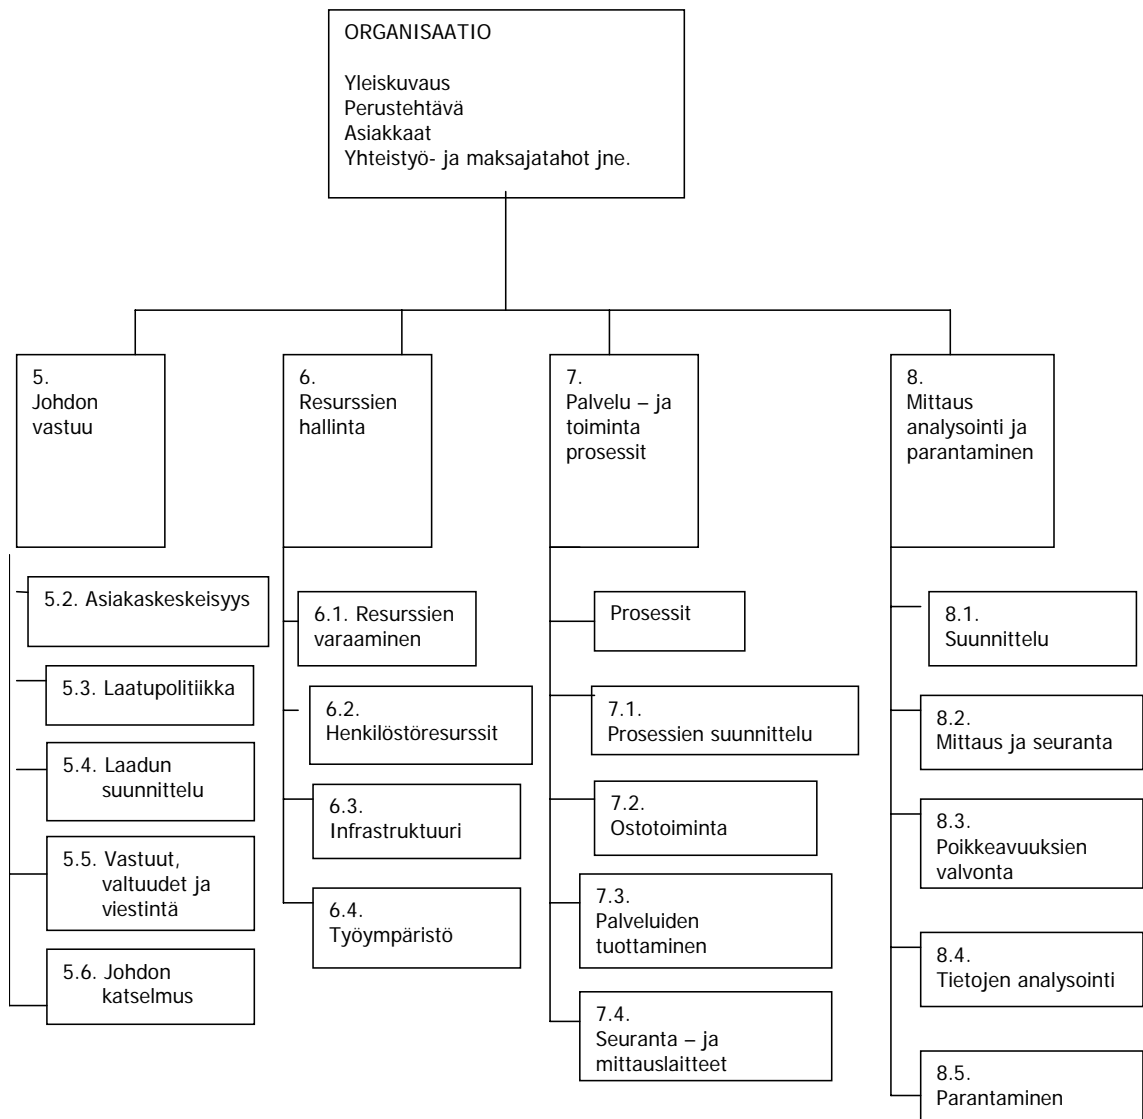 ORGANISAATIO
Yleiskuvaus
Perustehtävä
Asiakkaat
Yhteistyö- ja maksajatahot jne.
5.
Johdon
vastuu
5.2. Asiakaskeskeisyys
5.3. Laatupolitiikka
5.4. Laadun
suunnittelu
5.5. Vastuut,
valtuudet ja
viestintä
5.6. Johdon
katselmus
6.
Resurssien
hallinta
6.1. Resurssien
varaaminen
6.2.
Henkilöstöresurssit
6.3.
Infrastruktuuri
6.4.
Työympäristö
7.
Palvelu – ja
toiminta
prosessit
Prosessit
7.1.
Prosessien suunnittelu
7.2.
Ostotoiminta
7.3.
Palveluiden
tuottaminen
7.4.
Seuranta – ja
mittauslaitteet
8.
Mittaus
analysointi ja
parantaminen
8.1.
Suunnittelu
8.2.
Mittaus ja seuranta
8.3.
Poikkeavuuksien
valvonta
8.4.
Tietojen analysointi
8.5.
Parantaminen